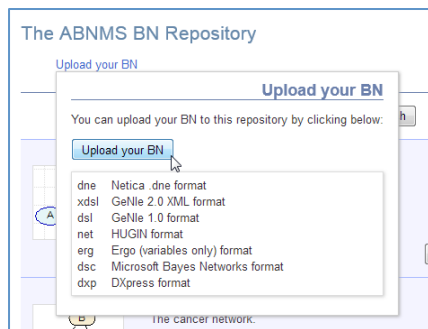 The ABNMS BN Repository
Upload your BN
Upload your BN
You can upload your BN to this repository by clicking below:
h
Upload your BN
dne Netica .dne format
xdsl GeNIe 2.0 XML format
dsl GeNIe 1.0 format
net HUGIN format
erg Ergo (variables only) format
dsc Microsoft Bayes Networks format
dxp DXpress format
A
B
The cancer network.